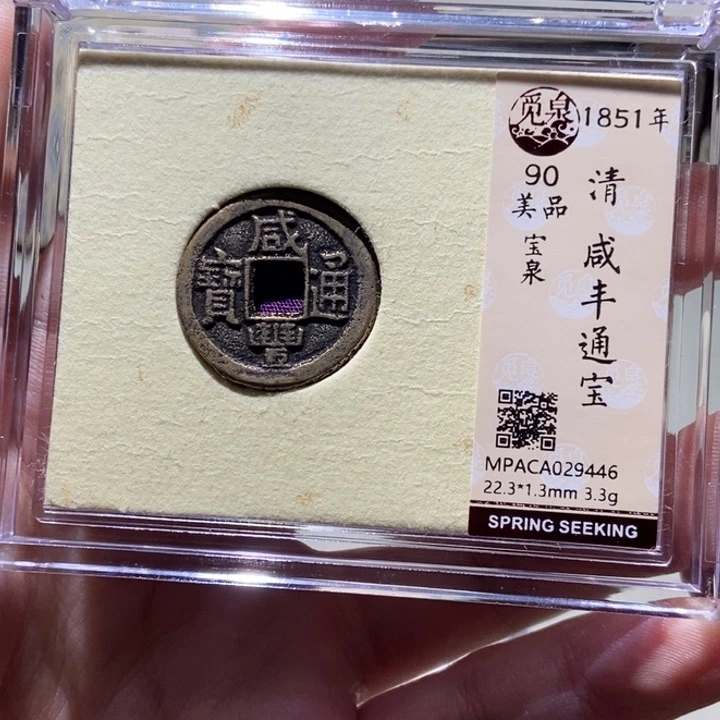 咸豐通寶
覓泉
1851年
90
美品
宝泉
清 咸丰通宝
MPACA029446
22.3*1.3mm 3.3g
SPRING SEEKING